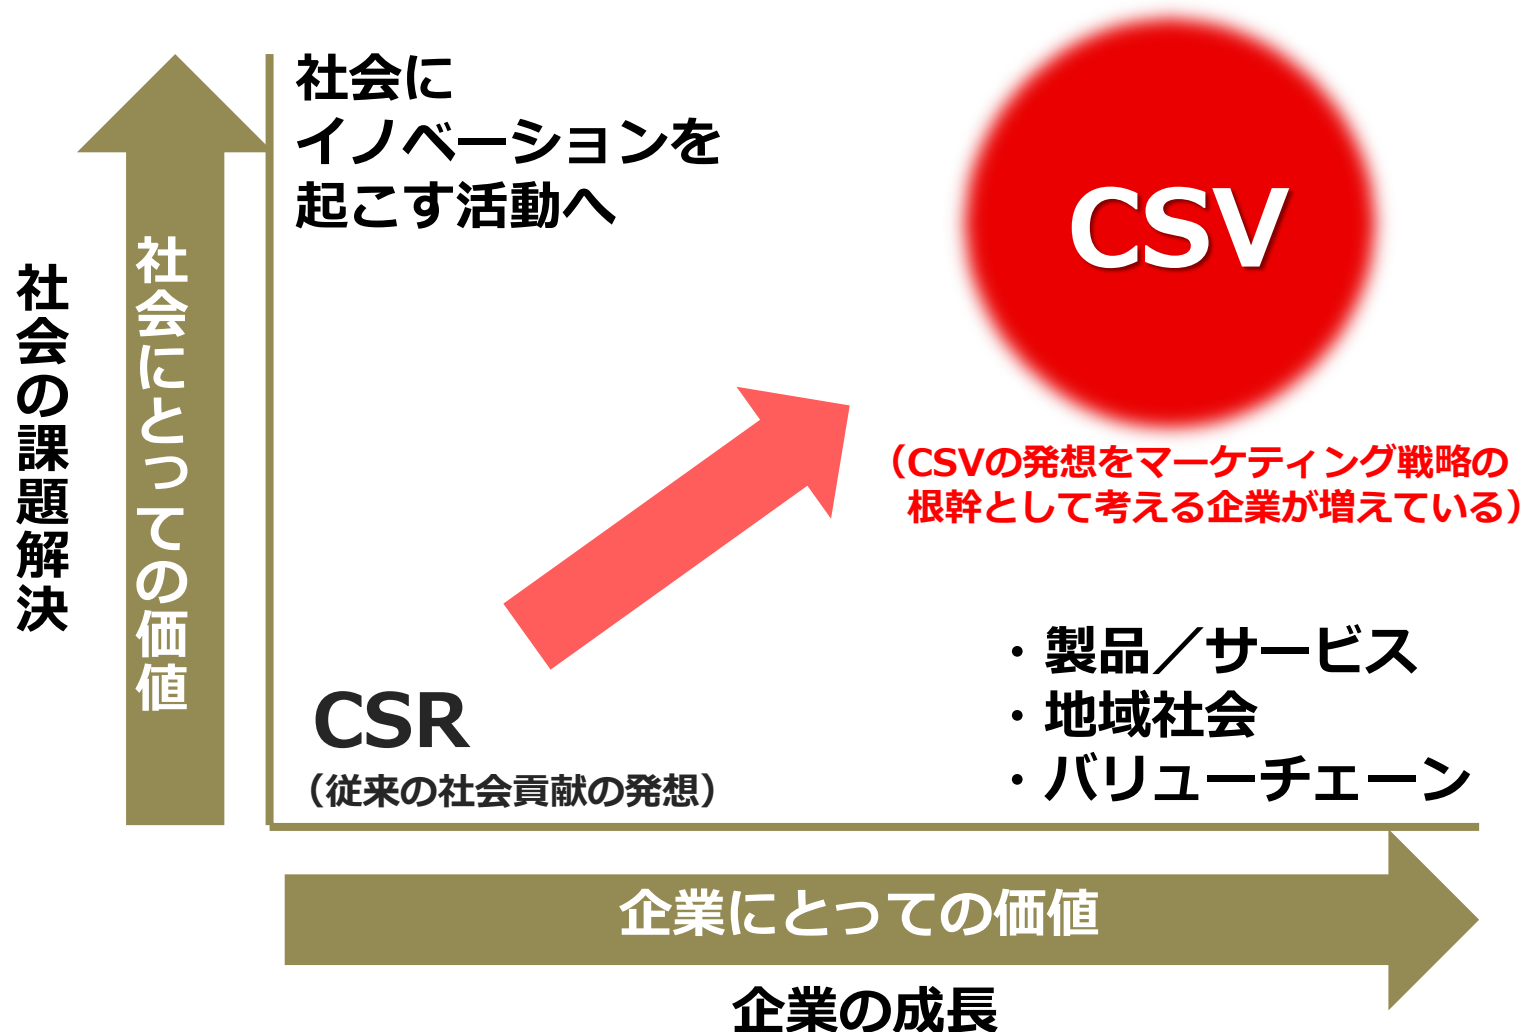 社会に
イノベーションを
起こす活動へ
CSV
社会の課題解決
社会にとっての価値
（CSVの発想をマーケティング戦略の
根幹として考える企業が増えている）
・製品／サービス
・地域社会
・バリューチェーン
CSR
（従来の社会貢献の発想）
企業にとっての価値
企業の成長